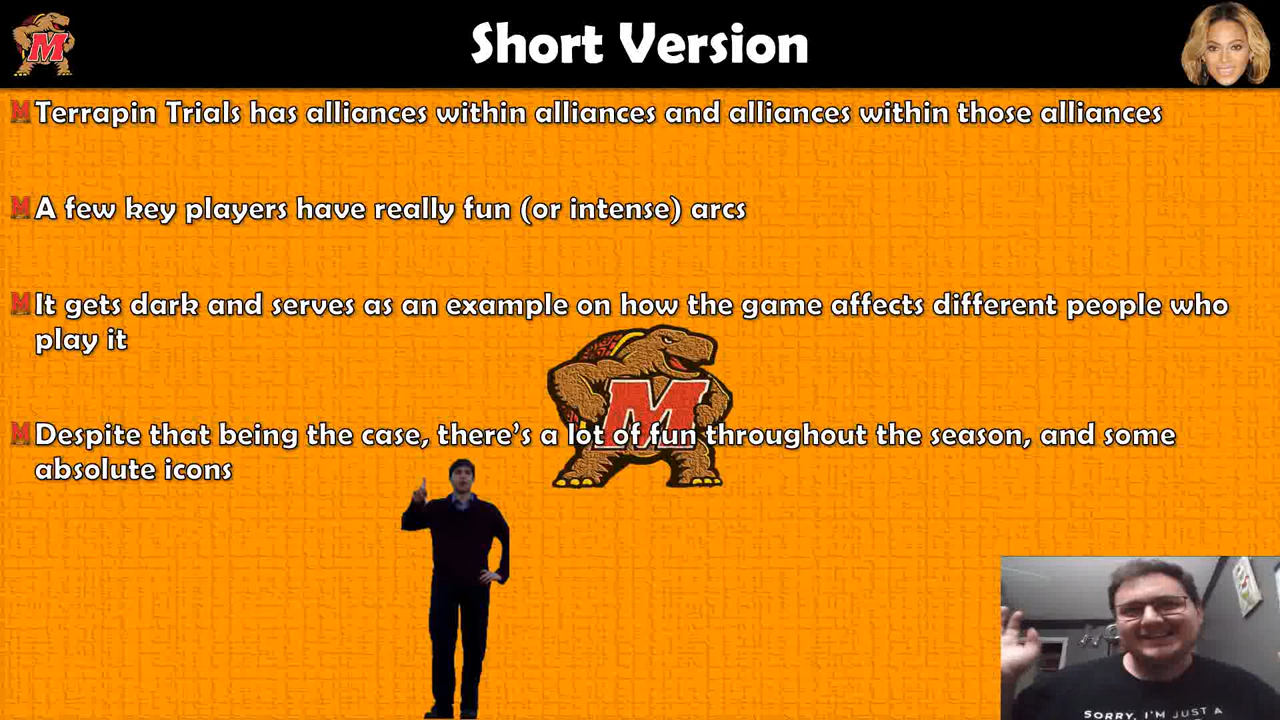 Short Version
Terrapin Trials has alliances within alliances and alliances within those alliances
A few key players have really fun (or intense) arcs
It gets dark and serves as an example on how the game affects different people who
play it
Despite that being the case, there's a lot of fun throughout the season, and some
absolute icons
M
M
SORRY, I'M JUST A